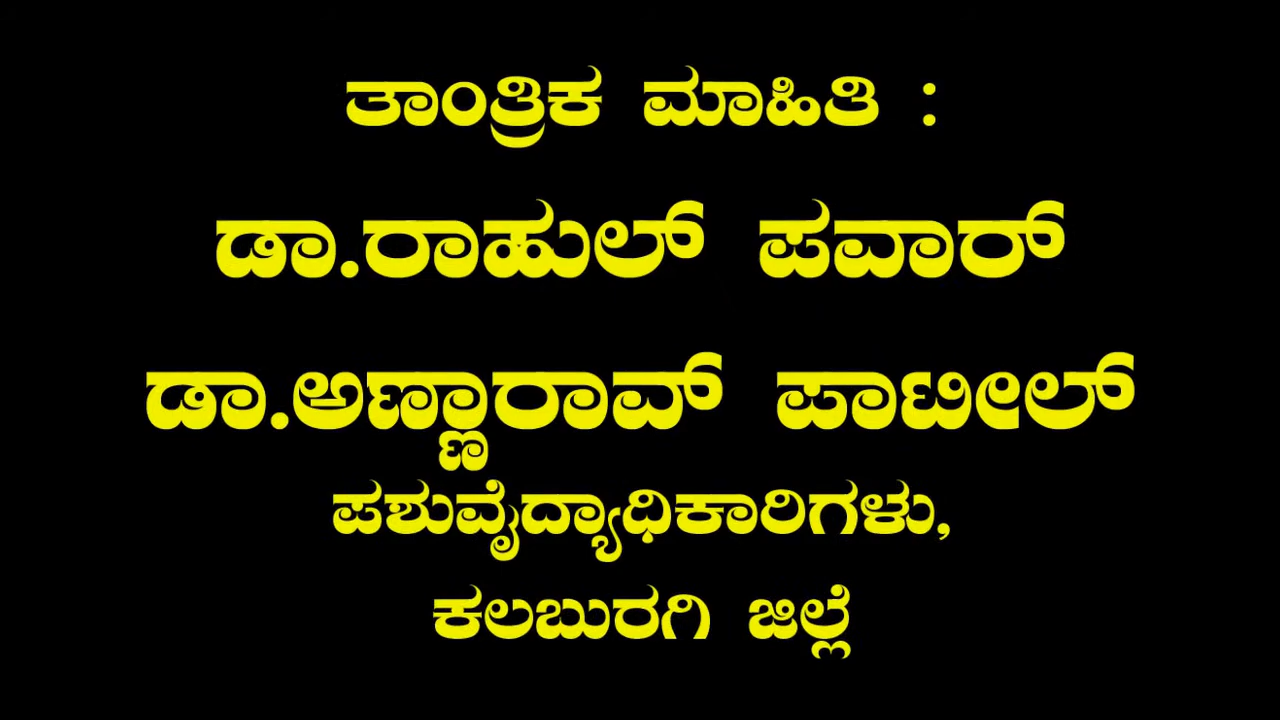 ತಾಂತ್ರಿಕ ಮಾಹಿತಿ :
ಡಾ.ರಾಹುಲ್ ಪವಾರ್
ಡಾ.ಅಣ್ಣಾರಾವ್ ಪಾಟೀಲ್
ಪಶುವೈದ್ಯಾಧಿಕಾರಿಗಳು,
ಕಲಬುರಗಿ ಜಿಲ್ಲೆ